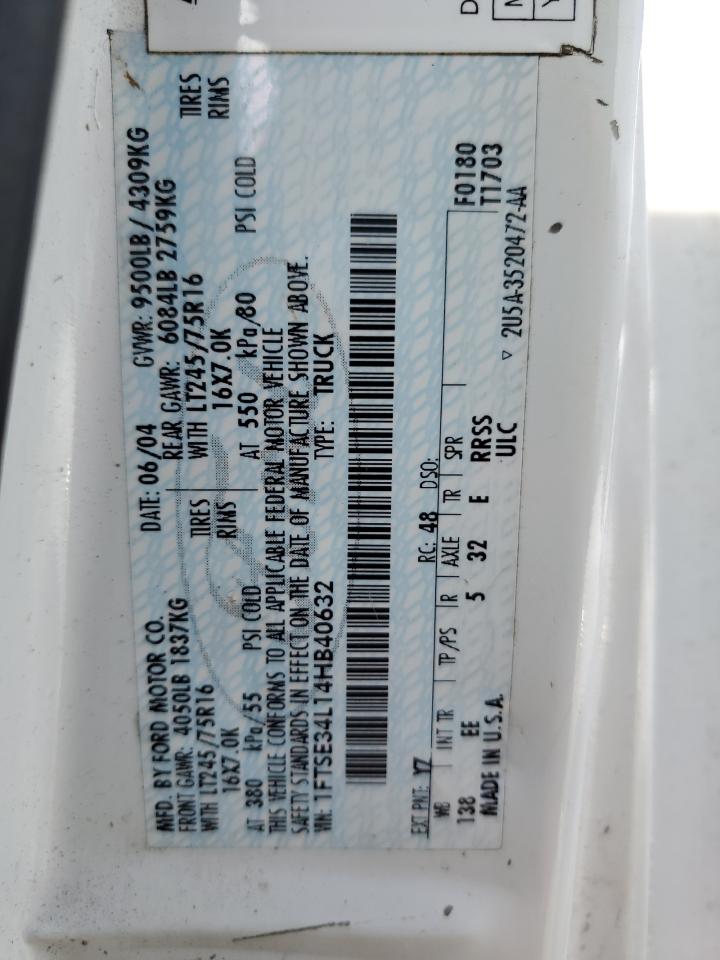 MFD. BY FORD MOTOR CO.
DATE: 06/04 GVWR: 9500LB / 4309KG
FRONT GAWR: 4050LB 1837KG REAR GAWR: 6084LB 2759KG
WITH LT245/75R16 TIRES WITH LT245/75R16 TIRES
16X7.0K RIMS 16X7.0K RIMS
AT 380 kPa/55 PSI COLD AT 550 kPa/80 PSI COLD
THIS VEHICLE CONFORMS TO ALL APPLICABLE FEDERAL MOTOR VEHICLE
SAFETY STANDARDS IN EFFECT ON THE DATE OF MANUFACTURE SHOWN ABOVE.
VIN: 1FTSE34L14HB40632 TYPE: TRUCK
F0180
T1703
EXT PNT: YZ RC: 48 DSO:
WB INT TR TP/PS R AXLE TR SPR
138 EE 5 32 E RRSS
MADE IN U.S.A. ULC
▽ 2U5A-3520472-AA